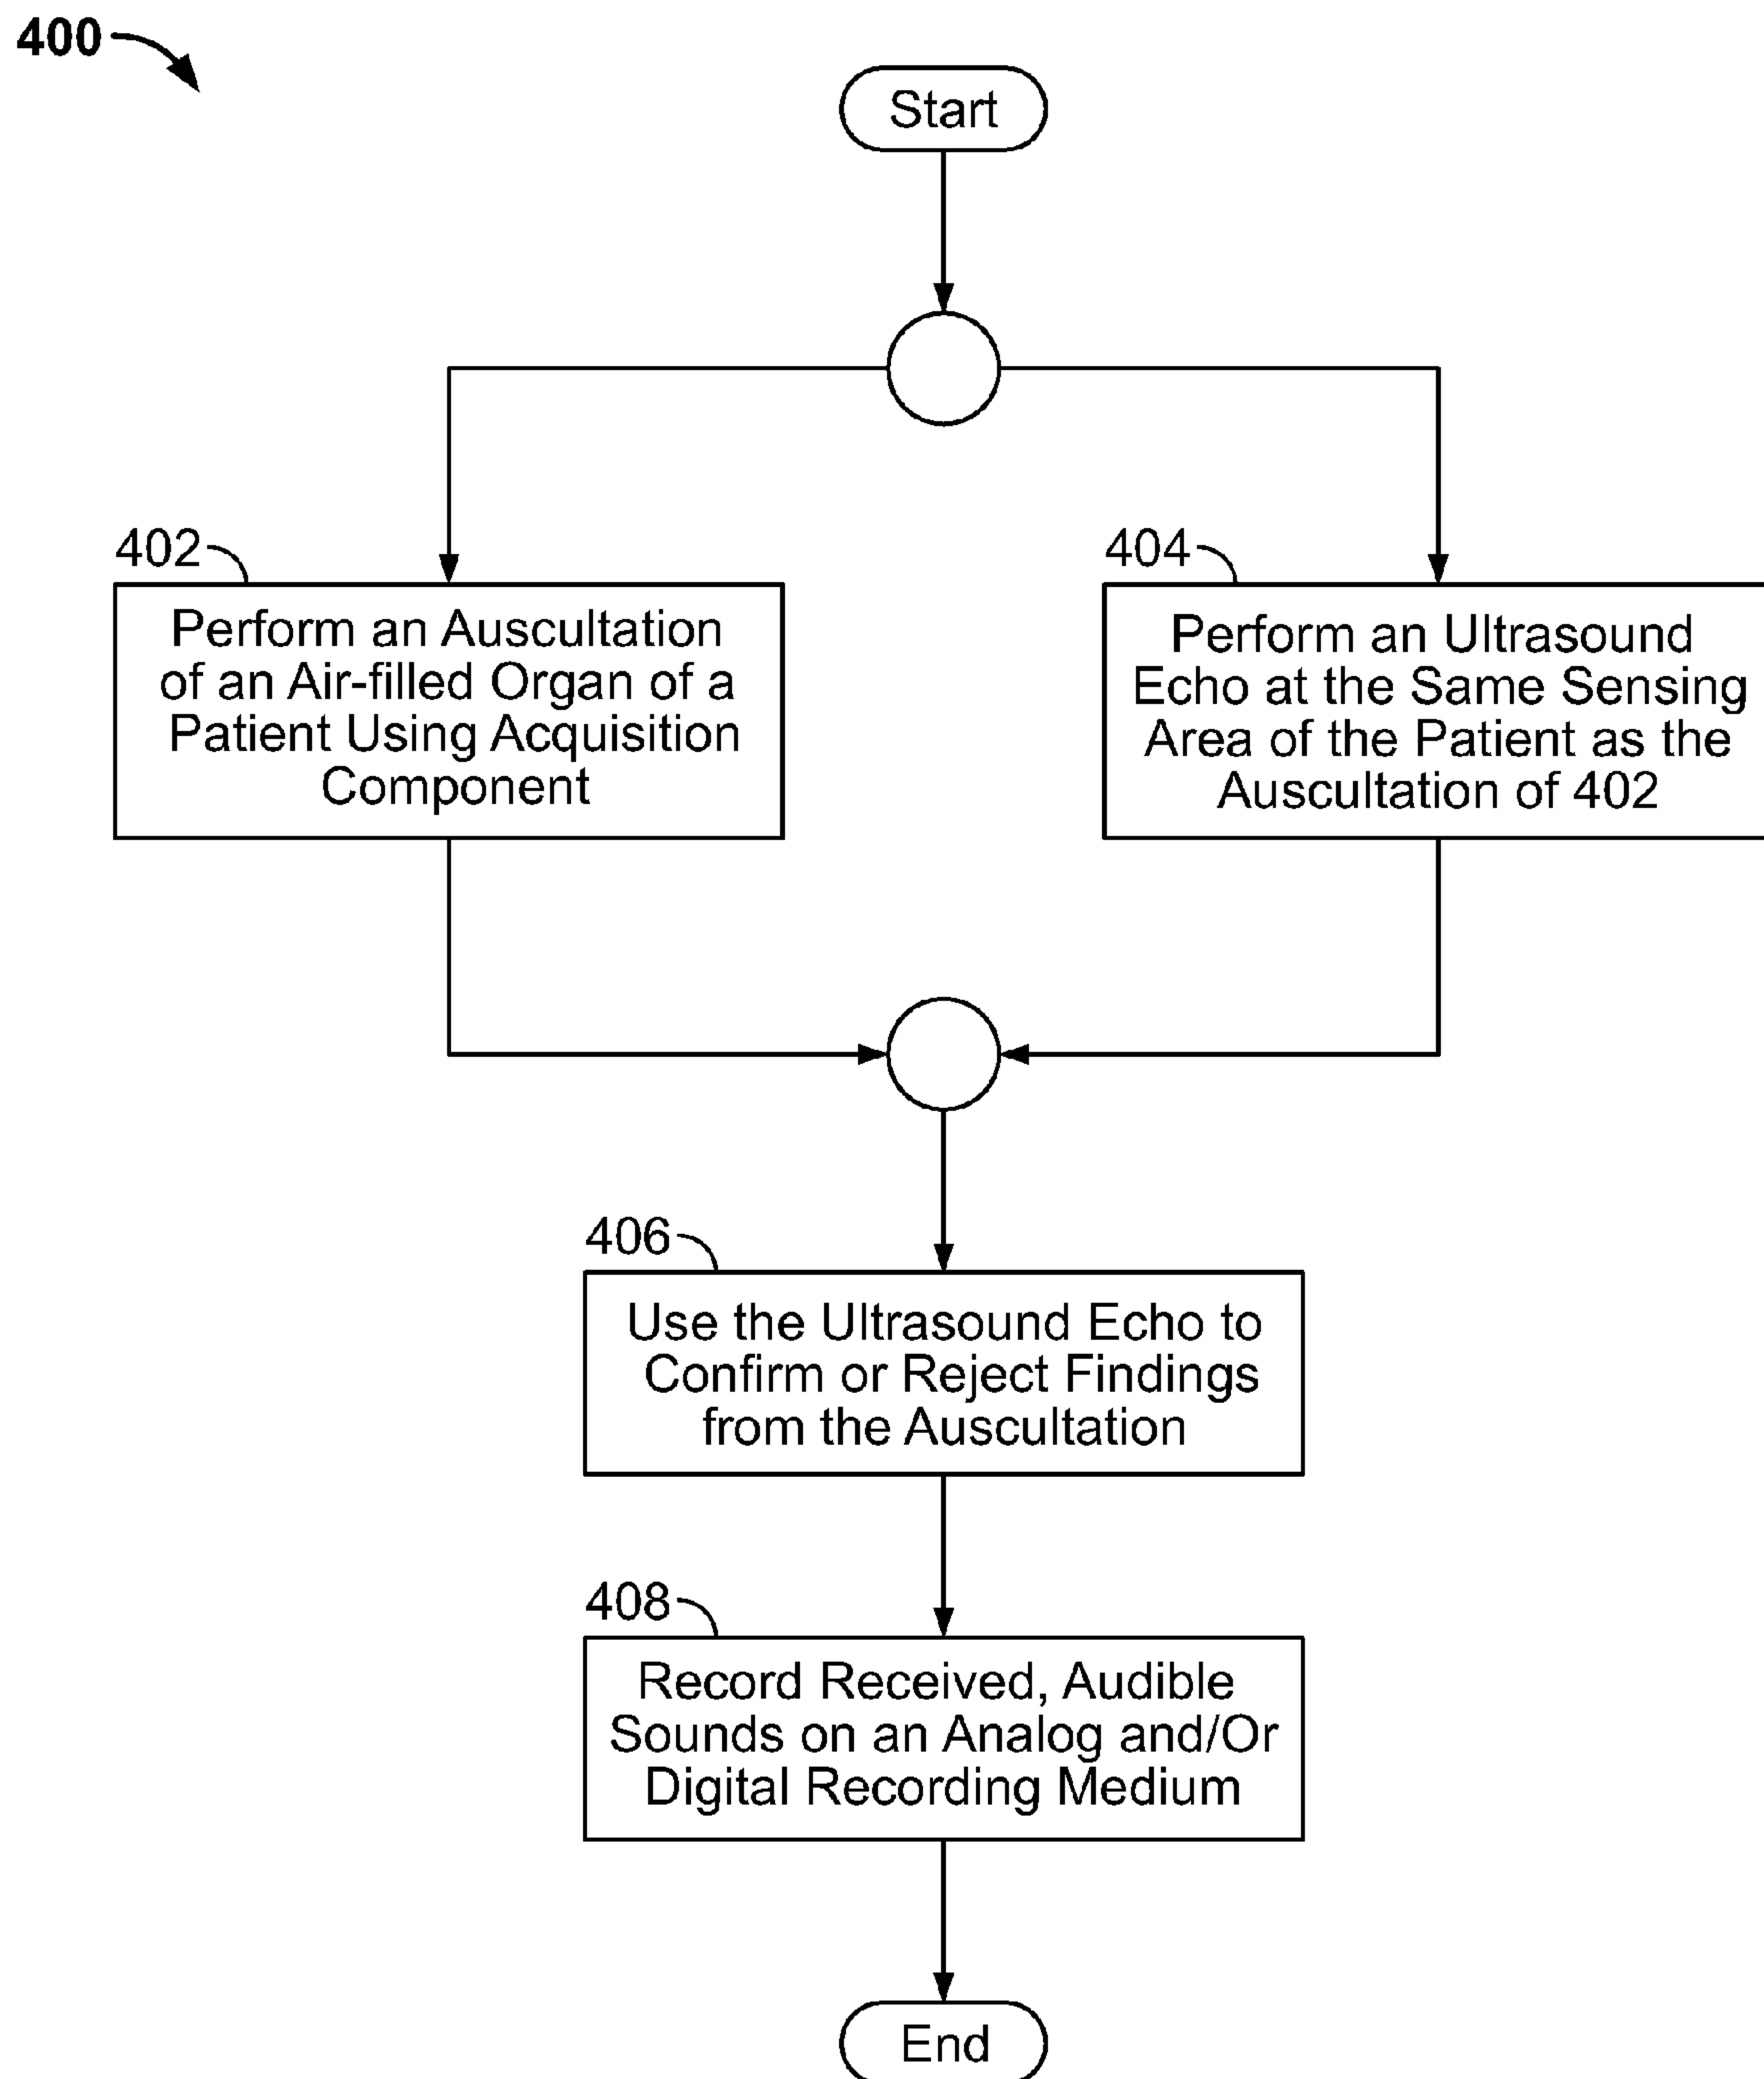 400
Start
402
Perform an Auscultation
of an Air-filled Organ of a
Patient Using Acquisition
Component
404
Perform an Ultrasound
Echo at the Same Sensing
Area of the Patient as the
Auscultation of 402
406
Use the Ultrasound Echo to
Confirm or Reject Findings
from the Auscultation
408
Record Received, Audible
Sounds on an Analog and/Or
Digital Recording Medium
End